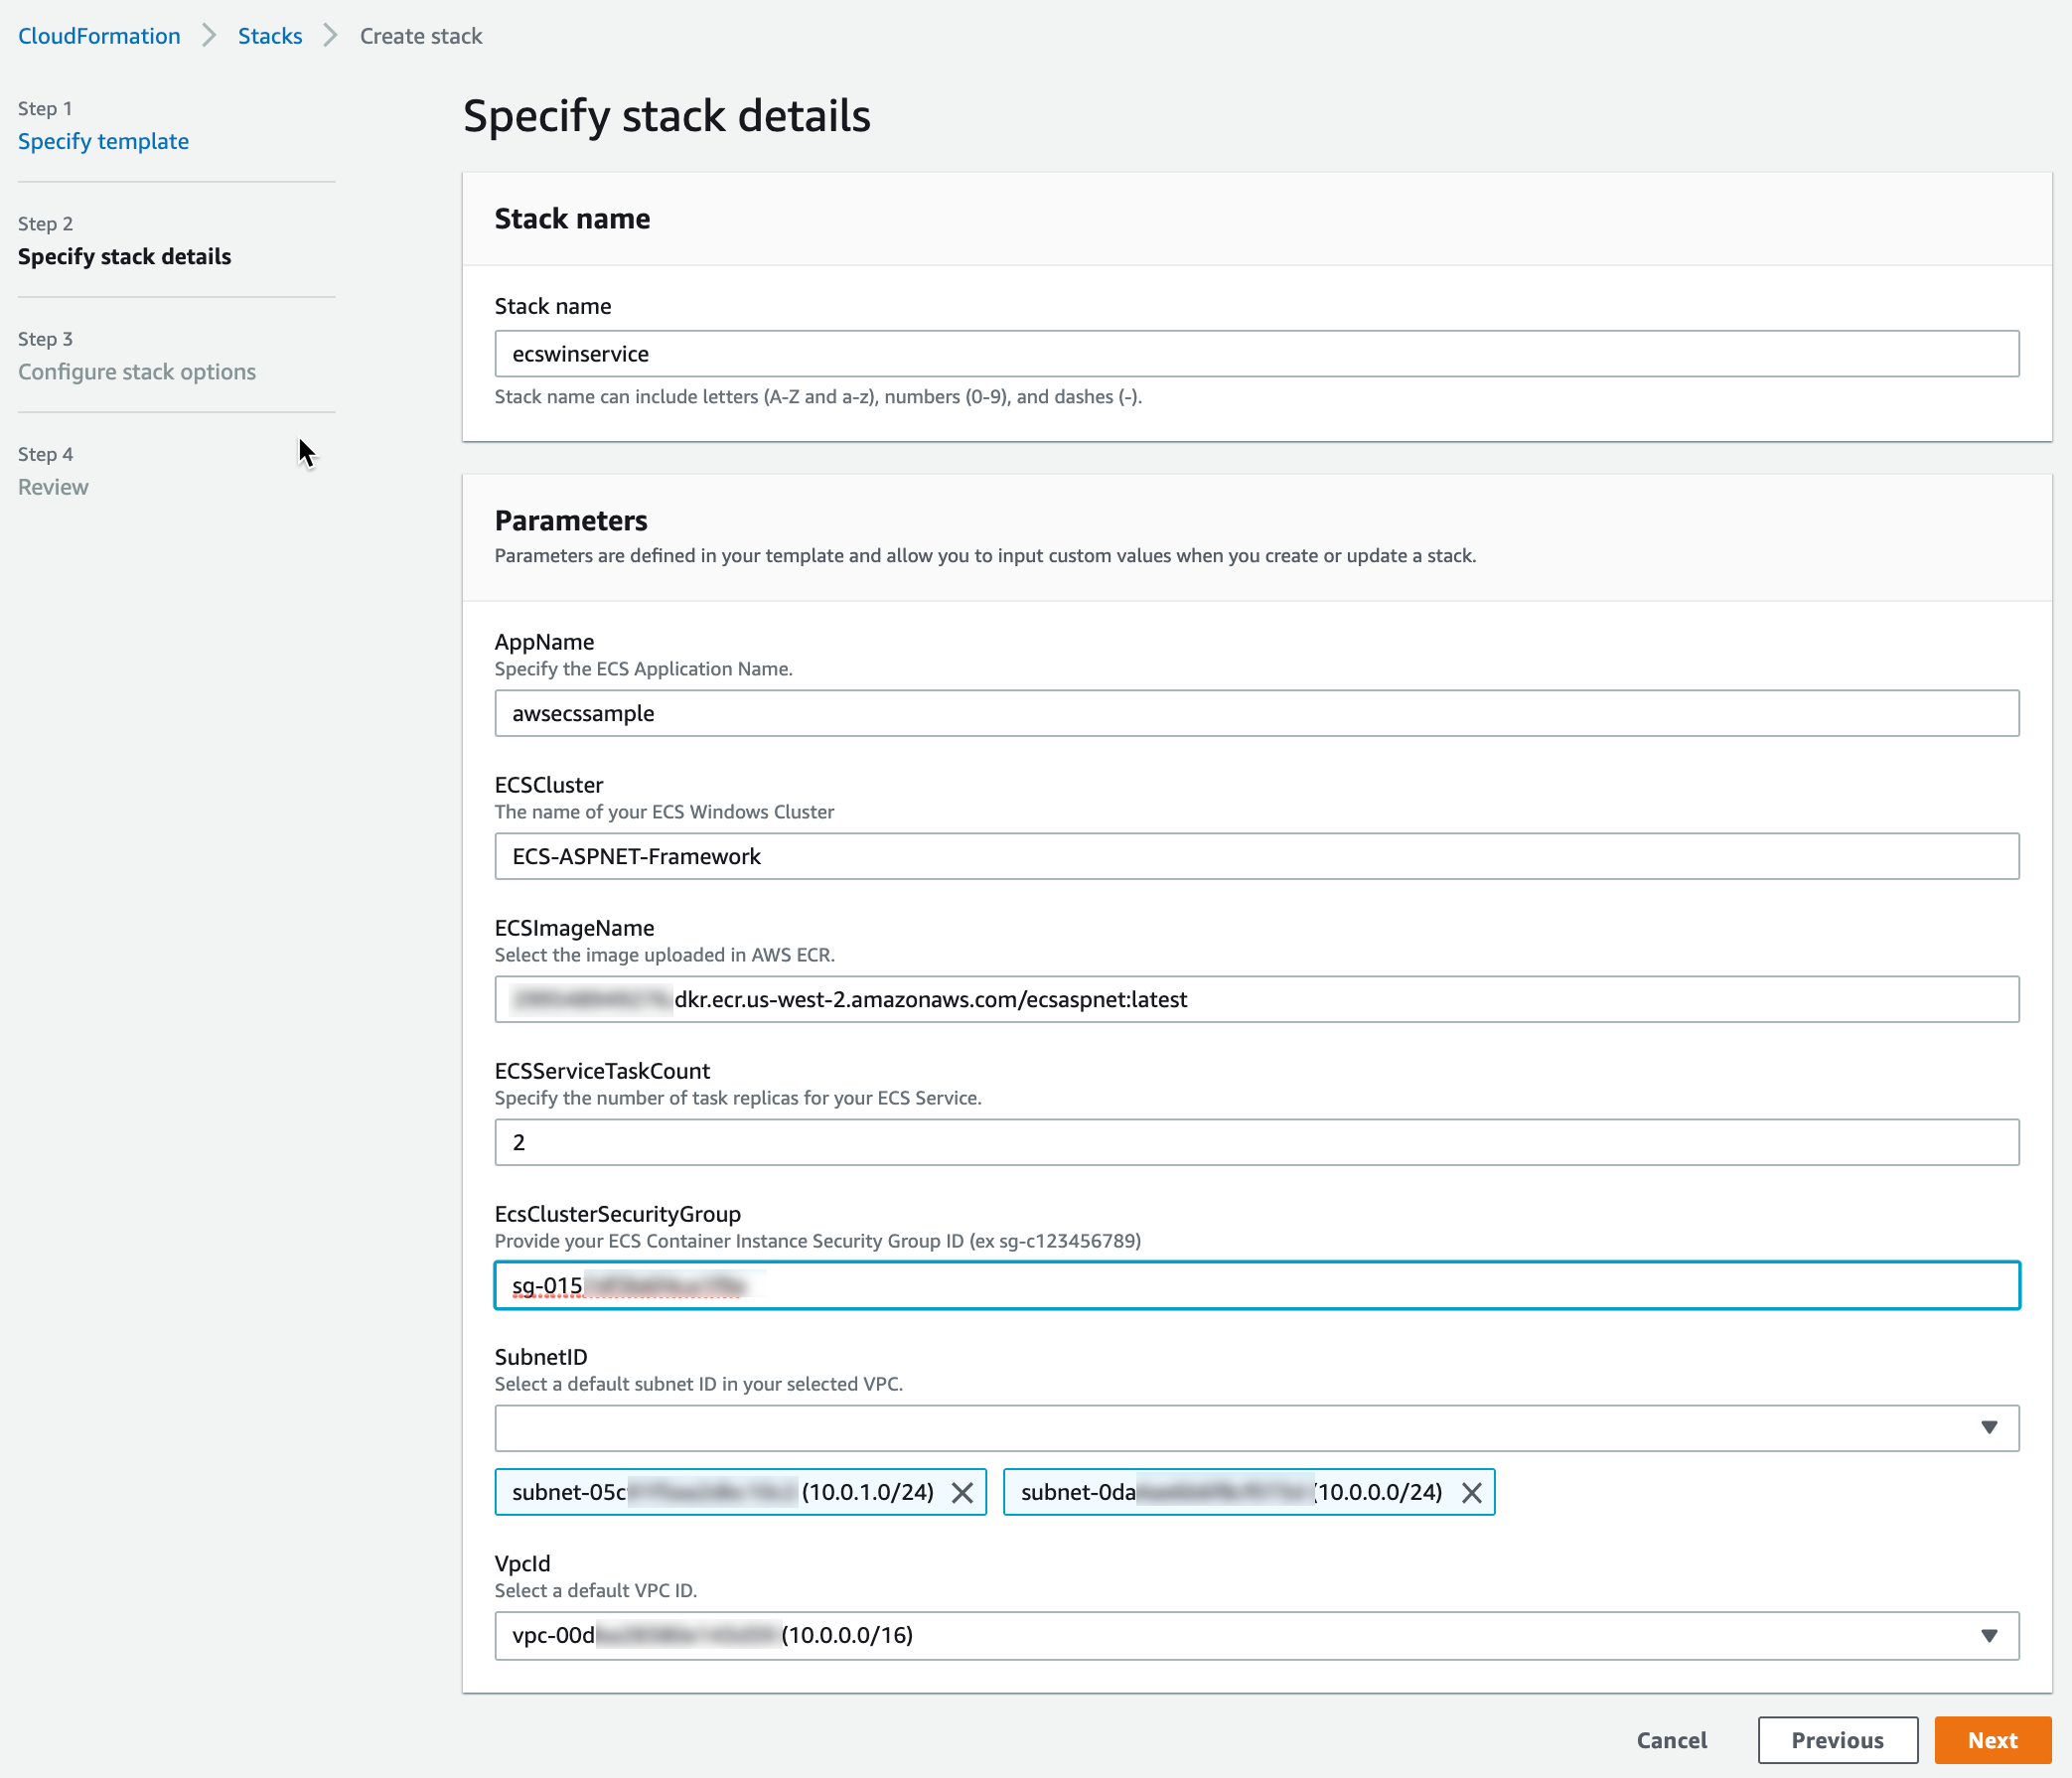 CloudFormation > Stacks > Create stack
Step 1
Specify template
Step 2
Specify stack details
Step 3
Configure stack options
Step 4
Review
Specify stack details
Stack name
Stack name
ecswinservice
Stack name can include letters (A-Z and a-z), numbers (0-9), and dashes (-).
Parameters
Parameters are defined in your template and allow you to input custom values when you create or update a stack.
AppName
Specify the ECS Application Name.
awsecssample
ECSCluster
The name of your ECS Windows Cluster
ECS-ASPNET-Framework
ECSImageName
Select the image uploaded in AWS ECR.
dkr.ecr.us-west-2.amazonaws.com/ecsaspnet:latest
ECSServiceTaskCount
Specify the number of task replicas for your ECS Service.
2
EcsClusterSecurityGroup
Provide your ECS Container Instance Security Group ID (ex sg-c123456789)
sg-015
SubnetID
Select a default subnet ID in your selected VPC.
subnet-05c (10.0.1.0/24) subnet-0da (10.0.0.0/24)
VpcId
Select a default VPC ID.
vpc-00d (10.0.0.0/16)
Cancel Previous Next